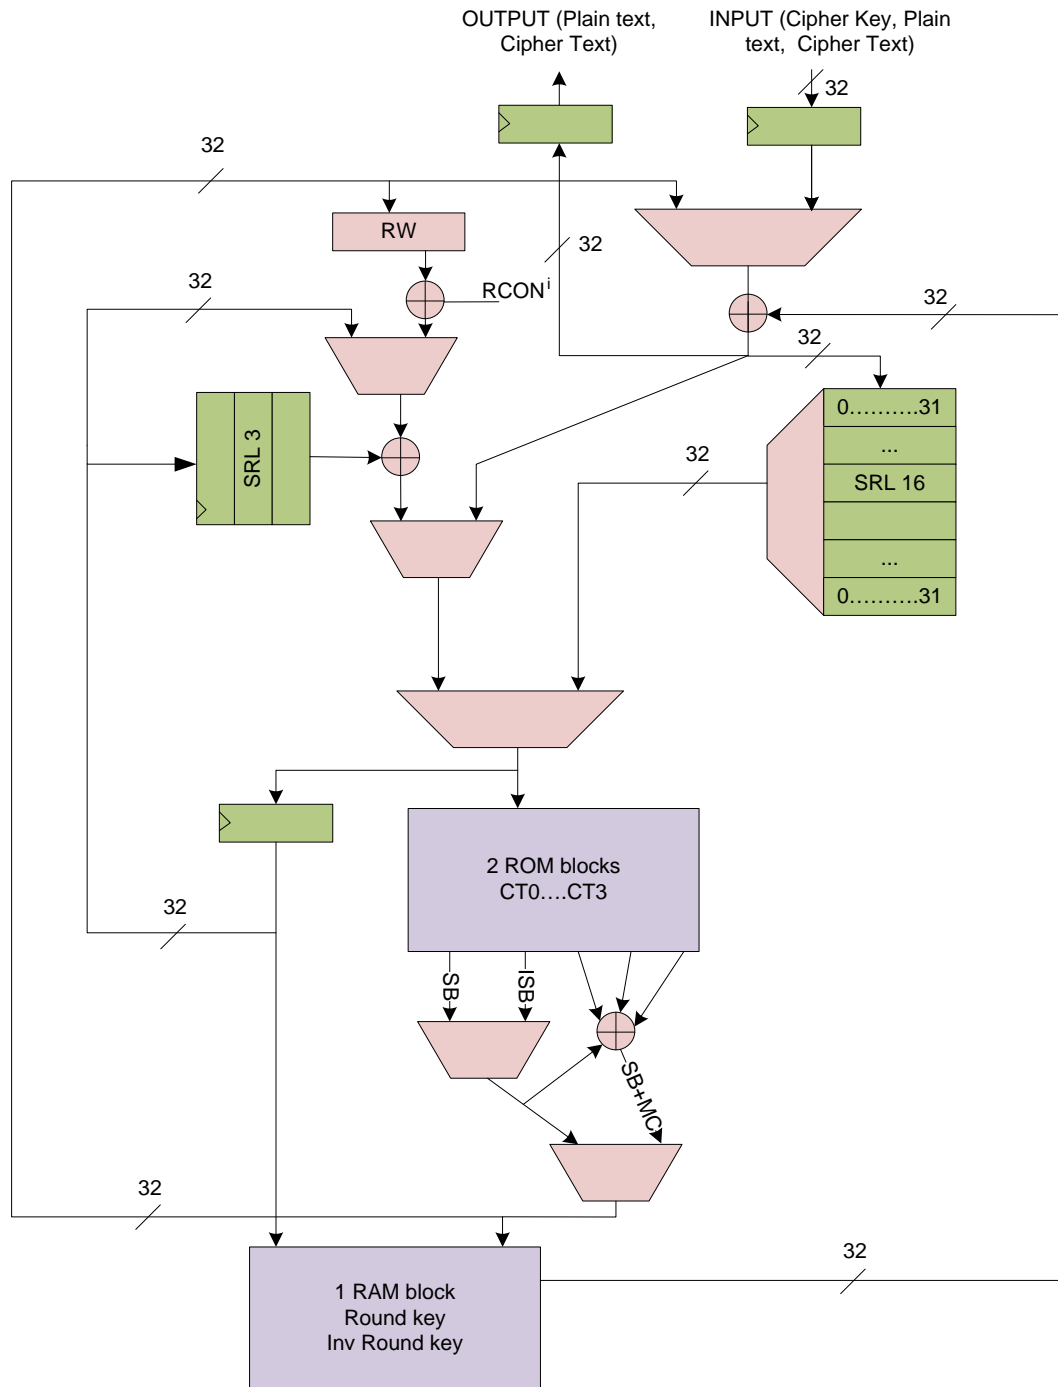 OUTPUT (Plain text,
Cipher Text)
INPUT (Cipher Key, Plain
text, Cipher Text)
32
32
RW
32
RCONi
32
32
32
0..........31
...
SRL 3
32
SRL 16
...
0..........31
2 ROM blocks
CT0....CT3
32
SB
ISB
SB+MC
32
32
1 RAM block
Round key
Inv Round key